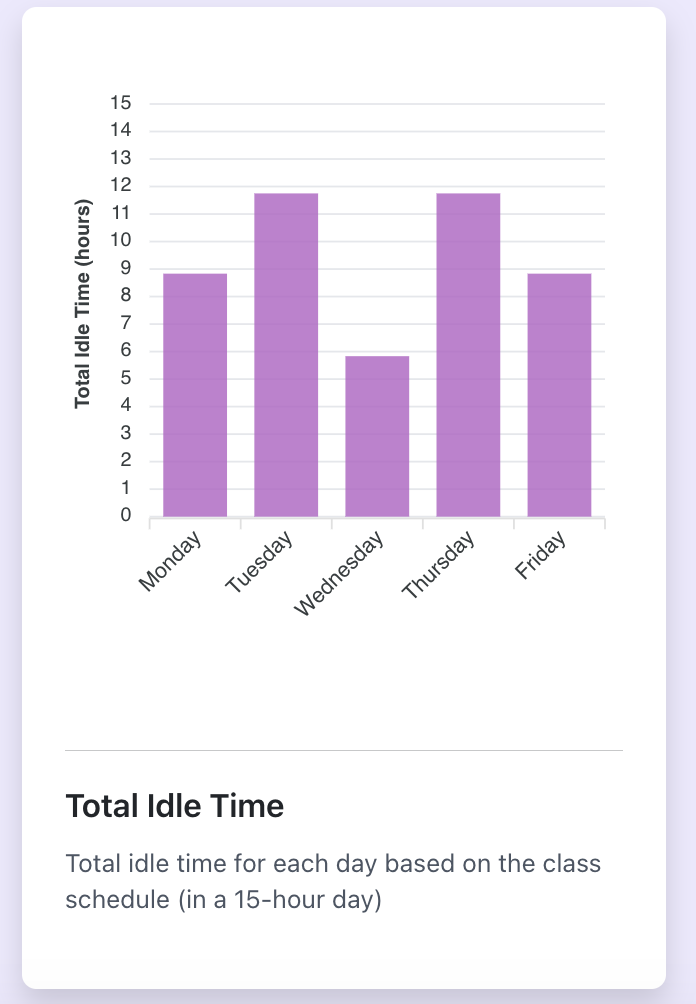 15
14
13
12
11
10
9
8
7
6
5
4
3
2
1
0
Total Idle Time (hours)
Monday
Tuesday
Wednesday
Thursday
Friday
Total Idle Time
Total idle time for each day based on the class
schedule (in a 15-hour day)